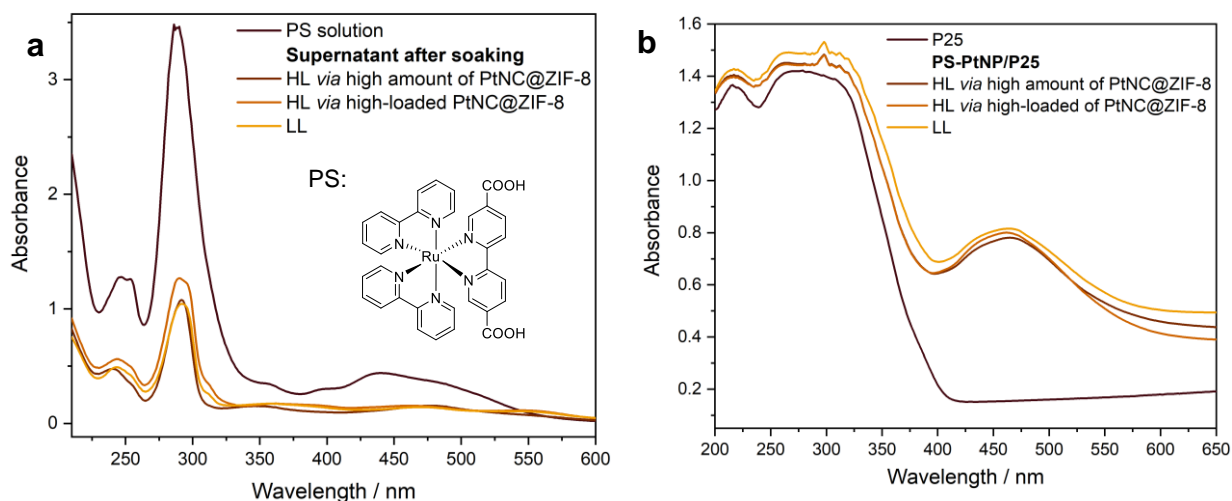 a
PS solution
Supernatant after soaking
HL via high amount of PtNC@ZIF-8
HL via high-loaded PtNC@ZIF-8
LL
PS:
COOH
N
N
N
Ru
N
N
N
COOH
3
2
1
0
Absorbance
250 300 350 400 450 500 550 600
Wavelength / nm
b
P25
PS-PtNP/P25
HL via high amount of PtNC@ZIF-8
HL via high-loaded of PtNC@ZIF-8
LL
1.6
1.4
1.2
1.0
0.8
0.6
0.4
0.2
Absorbance
200 250 300 350 400 450 500 550 600 650
Wavelength / nm